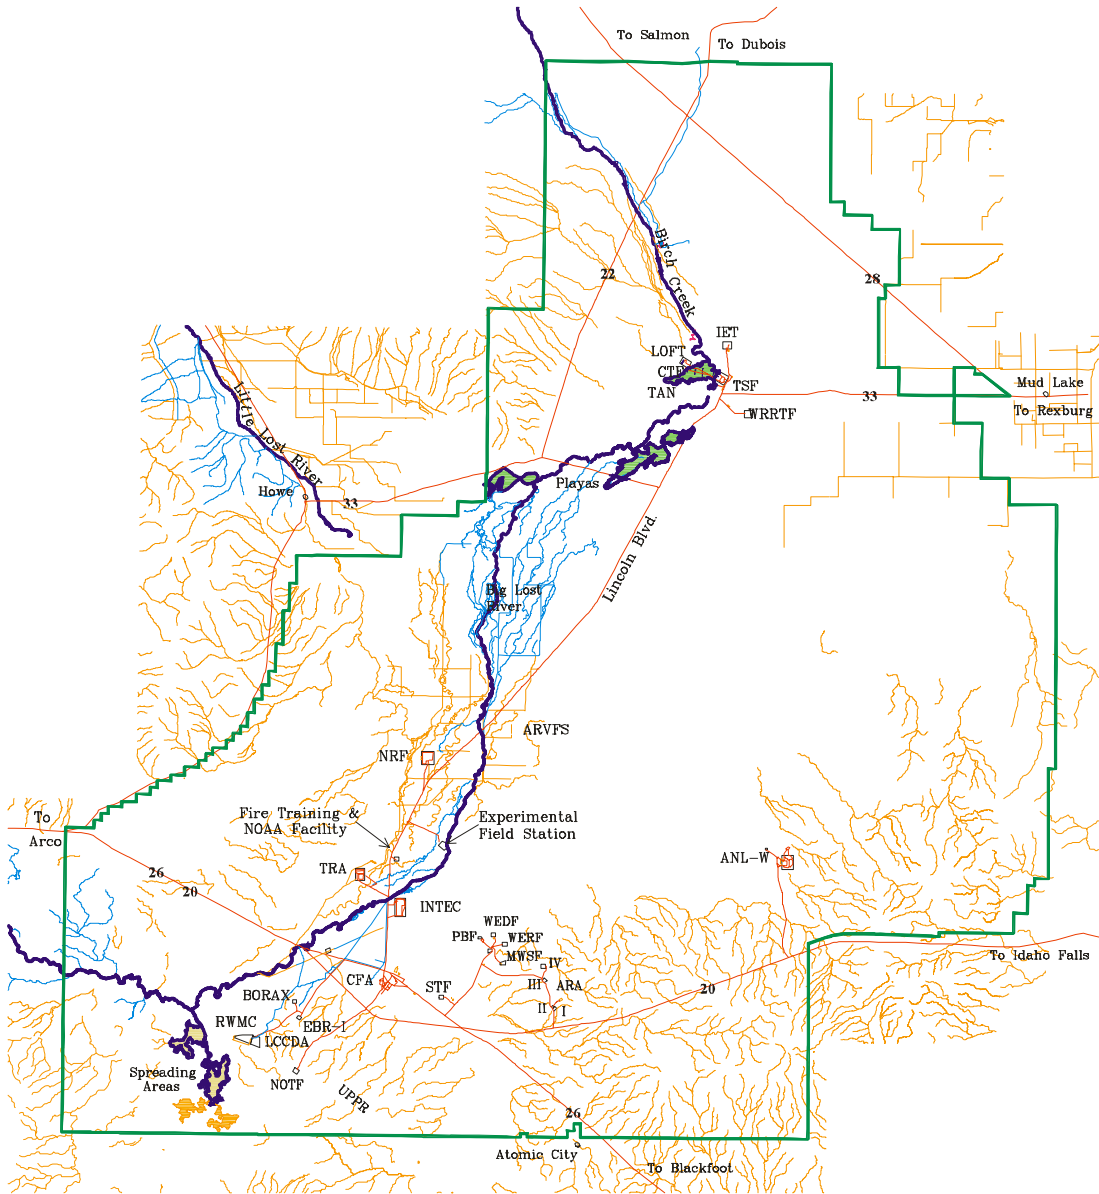 To Salmon
To Dubois
Birch Creek
22
28
IET
LOFT
CTF
TAN
TSF
33
Mud Lake
To Rexburg
WRRTF
Little Lost River
Howe
33
Playas
Lincoln Blvd.
Big Lost
River
ARVFS
NRF
To
Arco
Fire Training &
NOAA Facility
Experimental
Field Station
26
20
TRA
ANL-W
INTEC
WEDF
PBF
WERF
MWSF
IV
To Idaho Falls
CFA
STF
III
ARA
20
BORAX
II
I
RWMC
EBR-I
LCCDA
Spreading
Areas
NOTF
UPPR
26
Atomic City
To Blackfoot